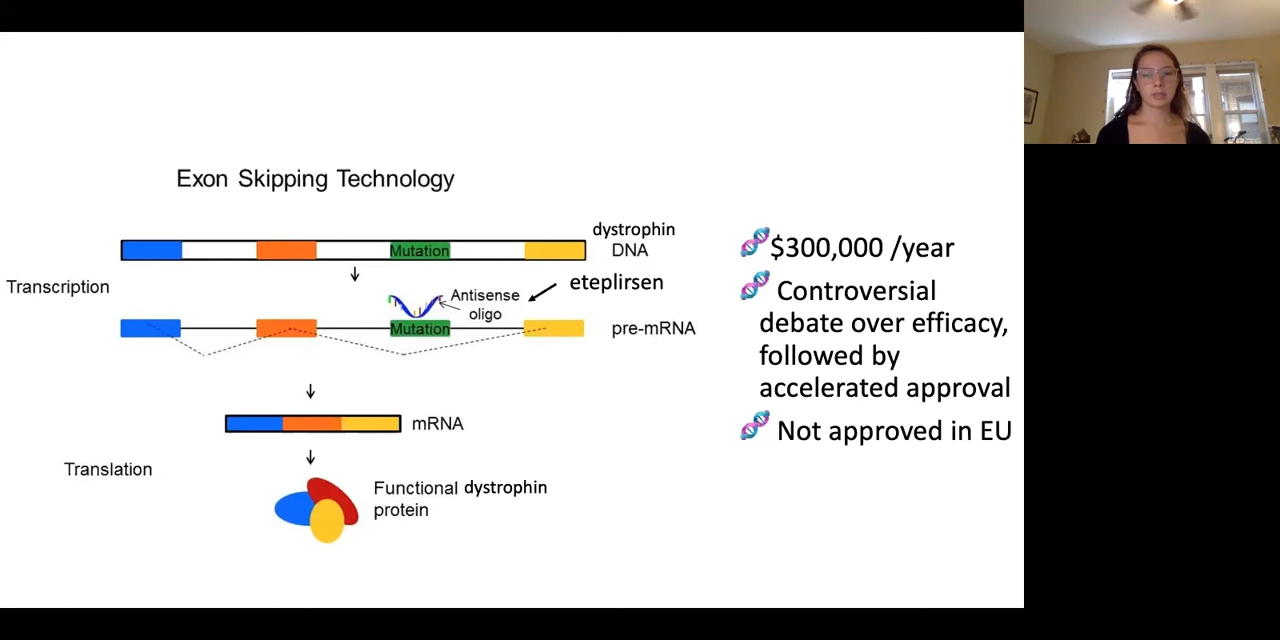 Exon Skipping Technology
dystrophin
DNA
Mutation
Transcription
eteplirsen
Antisense
oligo
Mutation
pre-mRNA
mRNA
Translation
Functional dystrophin
protein
$300,000 /year
Controversial
debate over efficacy,
followed by
accelerated approval
Not approved in EU